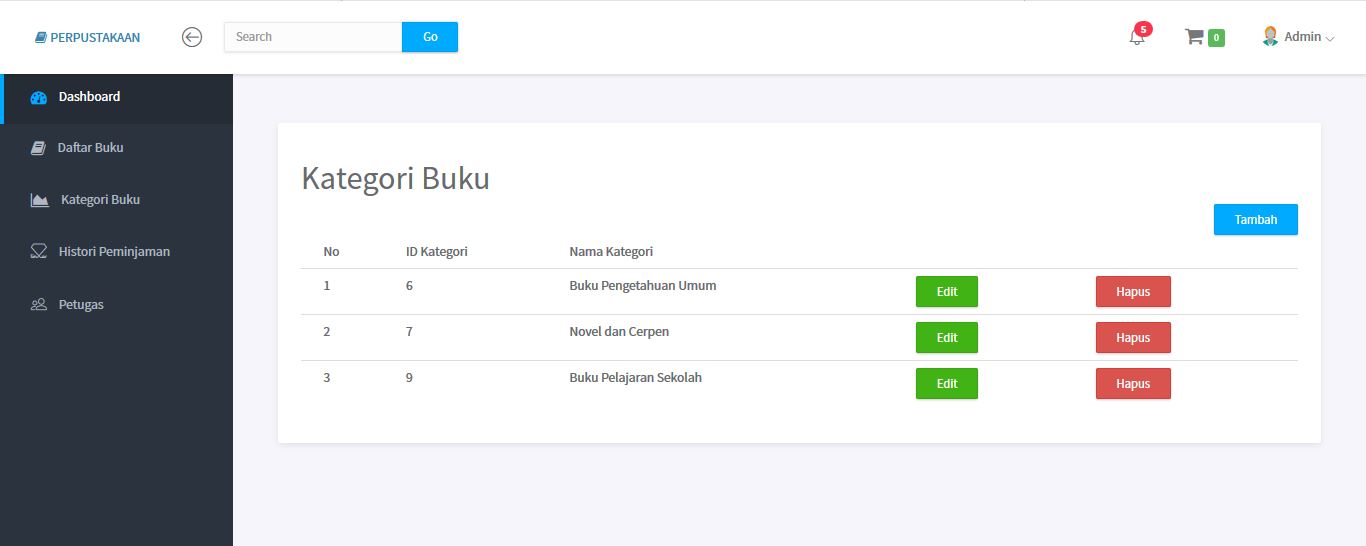 PERPUSTAKAAN
Search Go
5
0
Admin
Dashboard
Daftar Buku
Kategori Buku
Histori Peminjaman
Petugas
Kategori Buku
Tambah
No ID Kategori Nama Kategori
1 6 Buku Pengetahuan Umum Edit Hapus
2 7 Novel dan Cerpen Edit Hapus
3 9 Buku Pelajaran Sekolah Edit Hapus